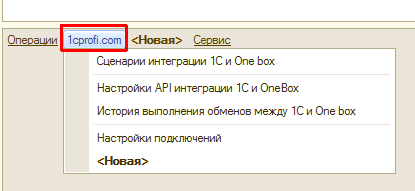 Операции 1cprofi.com <Новая> Сервис
Сценарии интеграции 1С и One box
Настройки API интеграции 1С и OneBox
История выполнения обменов между 1С и One box
Настройки подключений
<Новая>